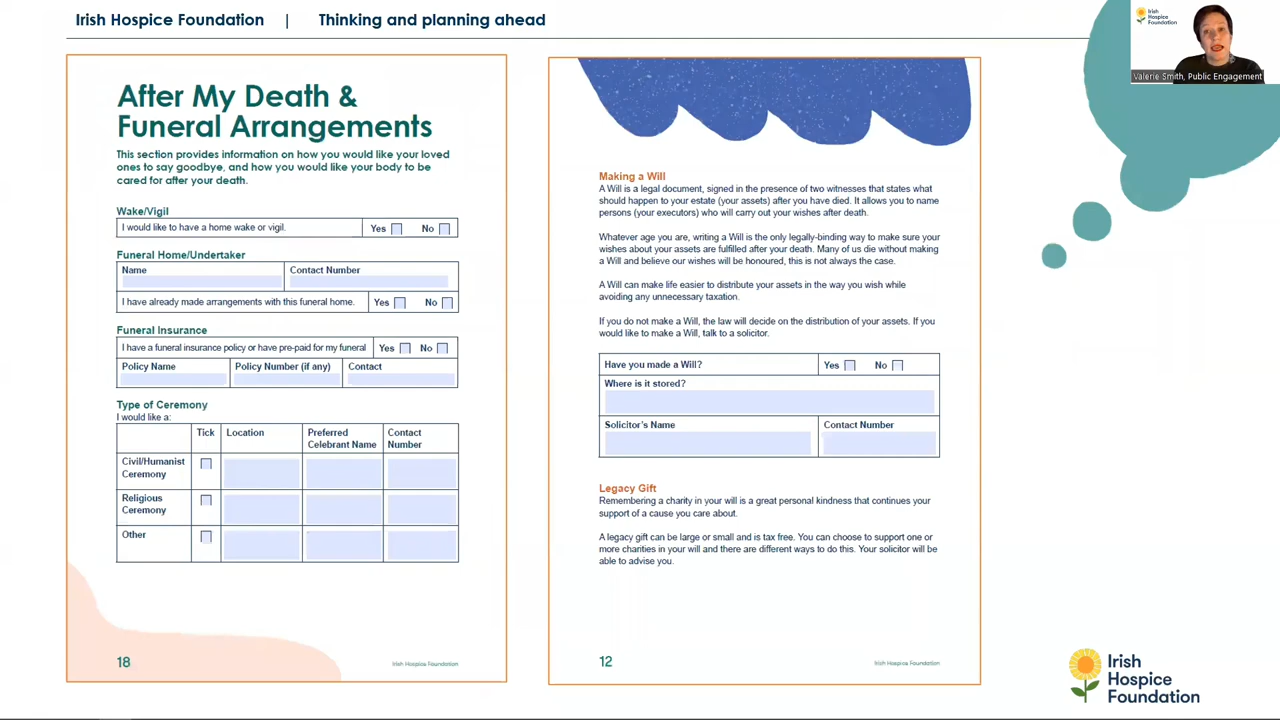 Irish Hospice Foundation | Thinking and planning ahead
Irish
Hospice
Foundation
Valerie Smith, Public Engagement
After My Death &
Funeral Arrangements
This section provides information on how you would like your loved
ones to say goodbye, and how you would like your body to be
cared for after your death.
Wake/Vigil
I would like to have a home wake or vigil. Yes No
Funeral Home/Undertaker
Name Contact Number
I have already made arrangements with this funeral home. Yes No
Funeral Insurance
I have a funeral insurance policy or have pre-paid for my funeral Yes No
Policy Name Policy Number (if any) Contact
Type of Ceremony
I would like a:
Tick Location Preferred Contact
Celebrant Name Number
Civil/Humanist
Ceremony
Religious
Ceremony
Other
18 Irish Hospice Foundation
Making a Will
A Will is a legal document, signed in the presence of two witnesses that states what
should happen to your estate (your assets) after you have died. It allows you to name
persons (your executors) who will carry out your wishes after death.
Whatever age you are, writing a Will is the only legally-binding way to make sure your
wishes about your assets are fulfilled after your death. Many of us die without making
a Will and believe our wishes will be honoured, this is not always the case.
A Will can make life easier to distribute your assets in the way you wish while
avoiding any unnecessary taxation.
If you do not make a Will, the law will decide on the distribution of your assets. If you
would like to make a Will, talk to a solicitor.
Have you made a Will? Yes No
Where is it stored?
Solicitor's Name Contact Number
Legacy Gift
Remembering a charity in your will is a great personal kindness that continues your
support of a cause you care about.
A legacy gift can be large or small and is tax free. You can choose to support one or
more charities in your will and there are different ways to do this. Your solicitor will be
able to advise you.
12 Irish Hospice Foundation
Irish
Hospice
Foundation